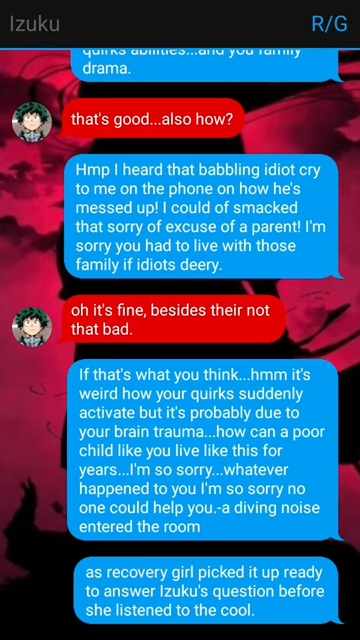 Izuku
R/G
quirks abilities...and you family
drama.
that's good...also how?
Hmp I heard that babbling idiot cry
to me on the phone on how he's
messed up! I could of smacked
that sorry of excuse of a parent! I'm
sorry you had to live with those
family if idiots deery.
oh it's fine, besides their not
that bad.
If that's what you think...hmm it's
weird how your quirks suddenly
activate but it's probably due to
your brain trauma...how can a poor
child like you live like this for
years...I'm so sorry...whatever
happened to you I'm so sorry no
one could help you.-a diving noise
entered the room
as recovery girl picked it up ready
to answer Izuku's question before
she listened to the cool.